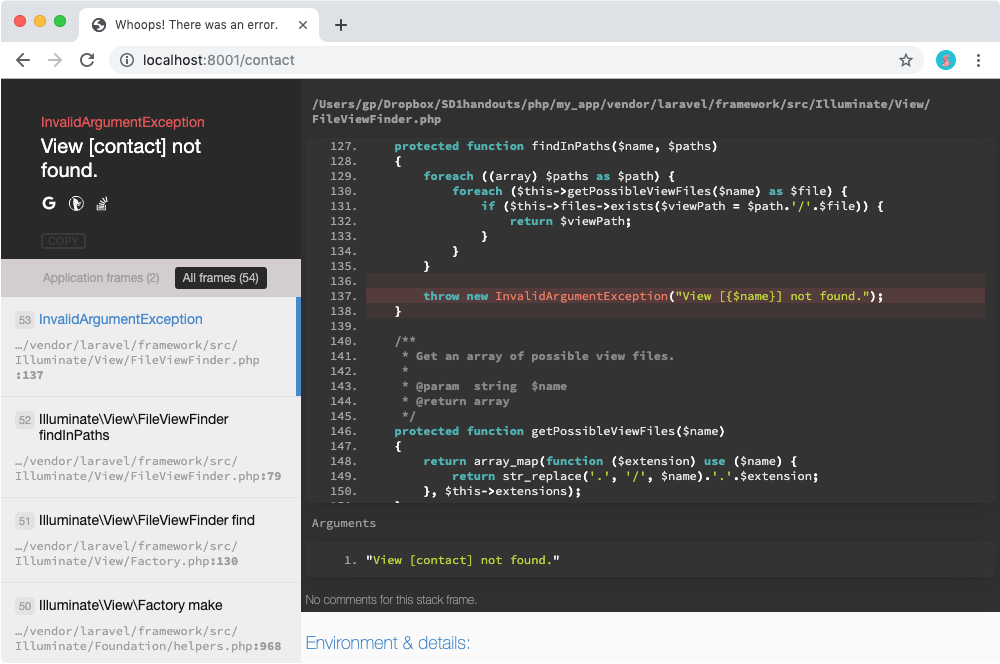 Whoops! There was an error.
localhost:8001/contact
InvalidArgumentException
View [contact] not
found.
COPY
Application frames (2)
All frames (54)
53 InvalidArgumentException
…/vendor/laravel/framework/src/
Illuminate/View/FileViewFinder.php
:137
52 Illuminate\View\FileViewFinder
findInPaths
…/vendor/laravel/framework/src/
Illuminate/View/FileViewFinder.php:79
51 Illuminate\View\FileViewFinder find
…/vendor/laravel/framework/src/
Illuminate/View/Factory.php:130
50 Illuminate\View\Factory make
…/vendor/laravel/framework/src/
Illuminate/Foundation/helpers.php:968
/Users/gp/Dropbox/SD1handouts/php/my_app/vendor/laravel/framework/src/Illuminate/View/
FileViewFinder.php
127. protected function findInPaths($name, $paths)
128. {
129. foreach ((array) $paths as $path) {
130. foreach ($this->getPossibleViewFiles($name) as $file) {
131. if ($this->files->exists($viewPath = $path.'/'.$file)) {
132. return $viewPath;
133. }
134. }
135. }
136.
137. throw new InvalidArgumentException("View [{$name}] not found.");
138. }
139.
140. /**
141. * Get an array of possible view files.
142. *
143. * @param string $name
144. * @return array
145. */
146. protected function getPossibleViewFiles($name)
147. {
148. return array_map(function ($extension) use ($name) {
149. return str_replace('.', '/', $name).'.'.$extension;
150. }, $this->extensions);
Arguments
1. "View [contact] not found."
No comments for this stack frame.
Environment & details: